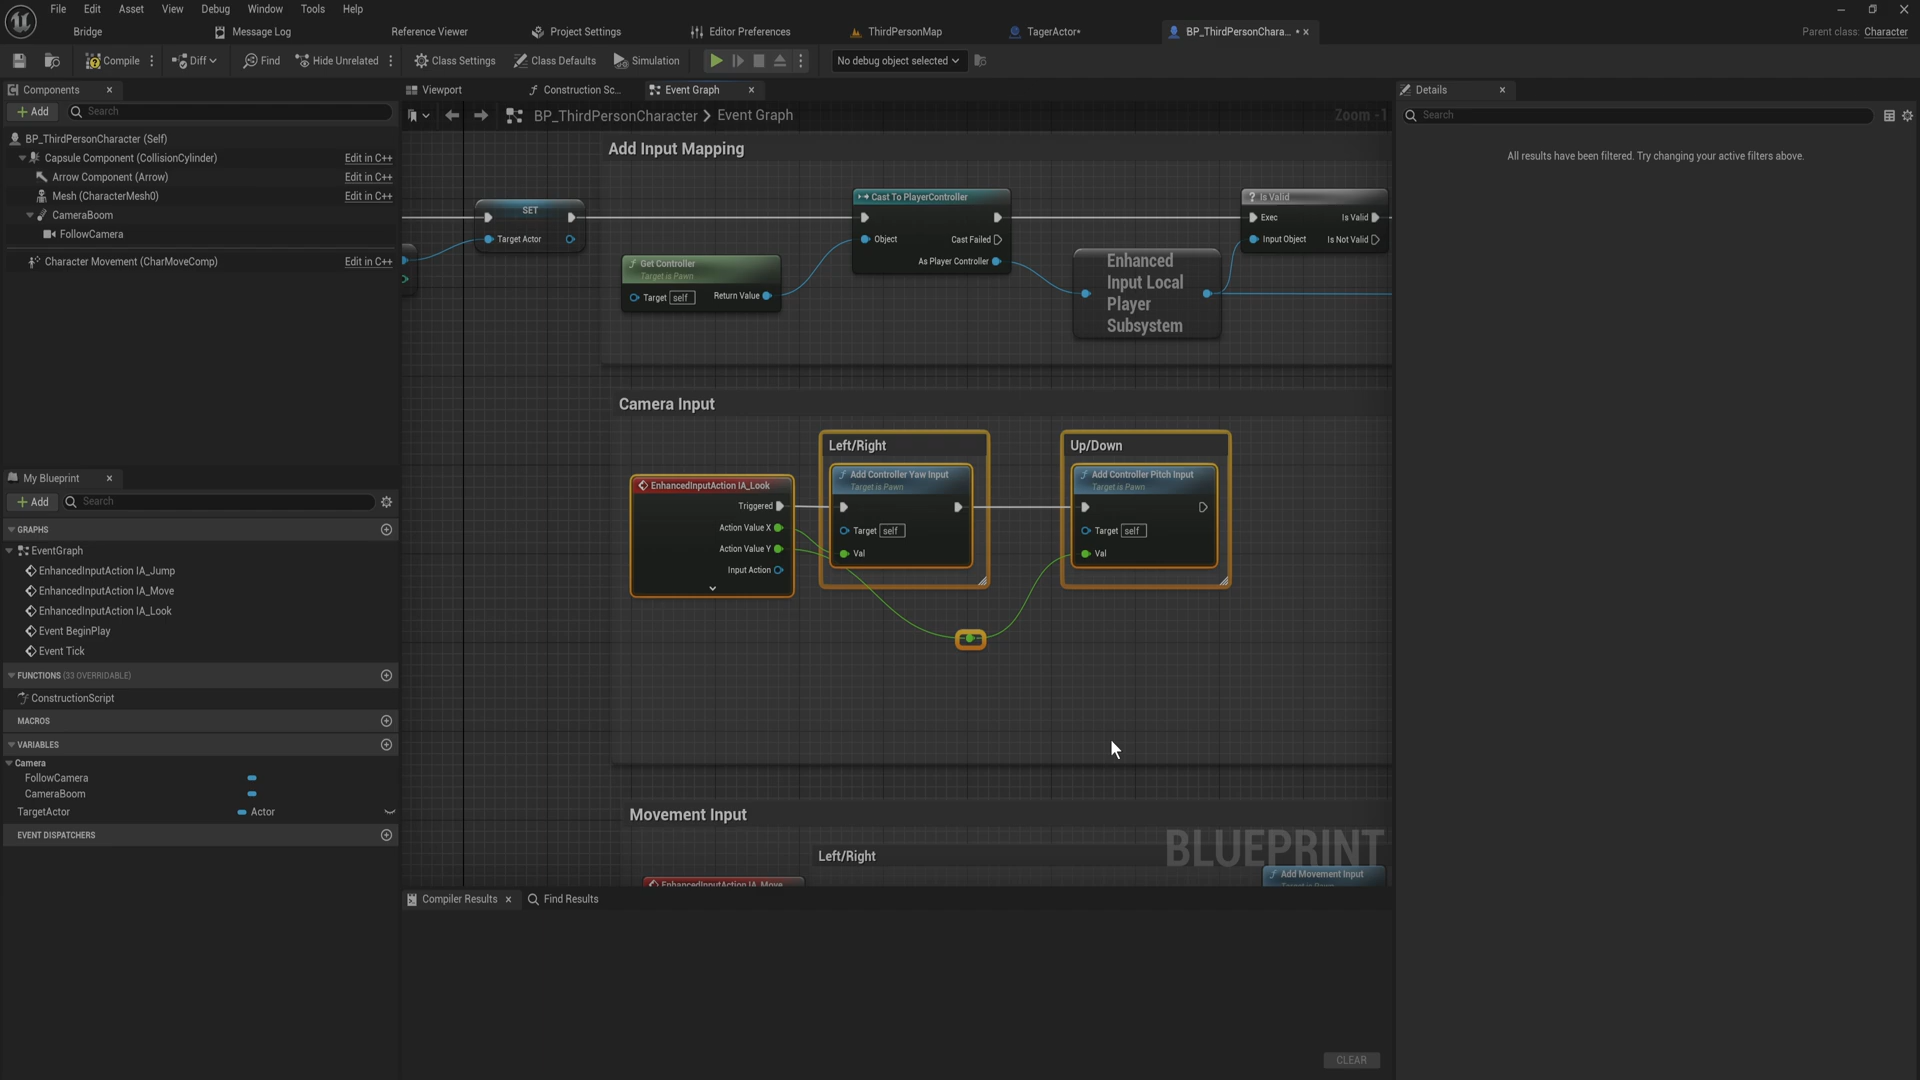 File Edit Asset View Debug Window Tools Help
Bridge Message Log Reference Viewer Project Settings Editor Preferences ThirdPersonMap TagerActor* BP_ThirdPersonChara... • Parent class: Character
Compile Diff Find Hide Unrelated Class Settings Class Defaults Simulation No debug object selected
Components
Add Search
BP_ThirdPersonCharacter (Self)
Capsule Component (CollisionCylinder) Edit in C++
Arrow Component (Arrow) Edit in C++
Mesh (CharacterMesh0) Edit in C++
CameraBoom
FollowCamera
Character Movement (CharMoveComp) Edit in C++
My Blueprint
Add Search
GRAPHS
EventGraph
EnhancedInputAction IA_Jump
EnhancedInputAction IA_Move
EnhancedInputAction IA_Look
Event BeginPlay
Event Tick
FUNCTIONS (33 OVERRIDABLE)
ConstructionScript
MACROS
VARIABLES
Camera
FollowCamera
CameraBoom
TargetActor Actor
EVENT DISPATCHERS
Viewport Construction Sc... Event Graph
BP_ThirdPersonCharacter > Event Graph Zoom -1
Add Input Mapping
SET
Target Actor
Get Controller
Target is Pawn
Target self Return Value
Cast To PlayerController
Object Cast Failed
As Player Controller
Enhanced
Input Local
Player
Subsystem
? Is Valid
Exec Is Valid
Input Object Is Not Valid
Camera Input
EnhancedInputAction IA_Look
Triggered
Action Value X
Action Value Y
Input Action
Left/Right
Add Controller Yaw Input
Target is Pawn
Target self
Val
Up/Down
Add Controller Pitch Input
Target is Pawn
Target self
Val
Movement Input
Left/Right
EnhancedInputAction IA_Move
Add Movement Input
Target is Pawn
BLUEPRINT
Compiler Results Find Results
CLEAR
Details
Search
All results have been filtered. Try changing your active filters above.